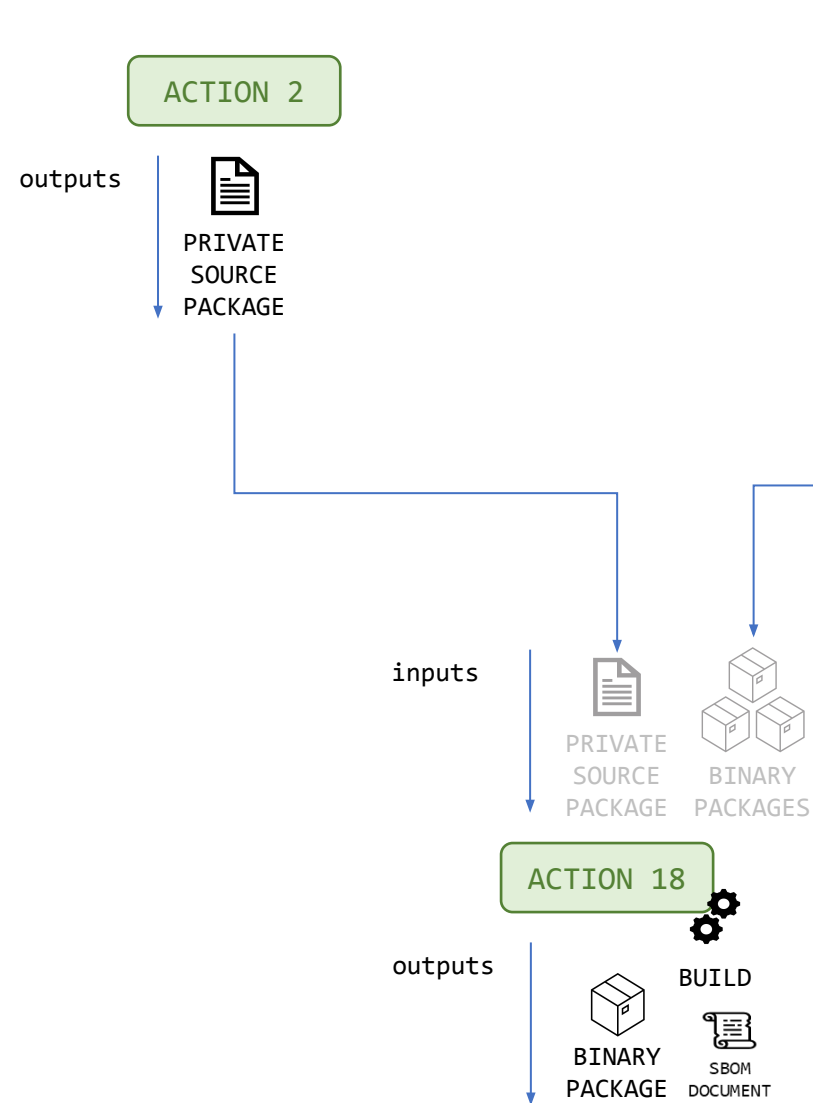 ACTION 2
outputs
PRIVATE
SOURCE
PACKAGE
inputs
PRIVATE
SOURCE
PACKAGE
BINARY
PACKAGES
ACTION 18
outputs
BUILD
BINARY
PACKAGE
SBOM
DOCUMENT